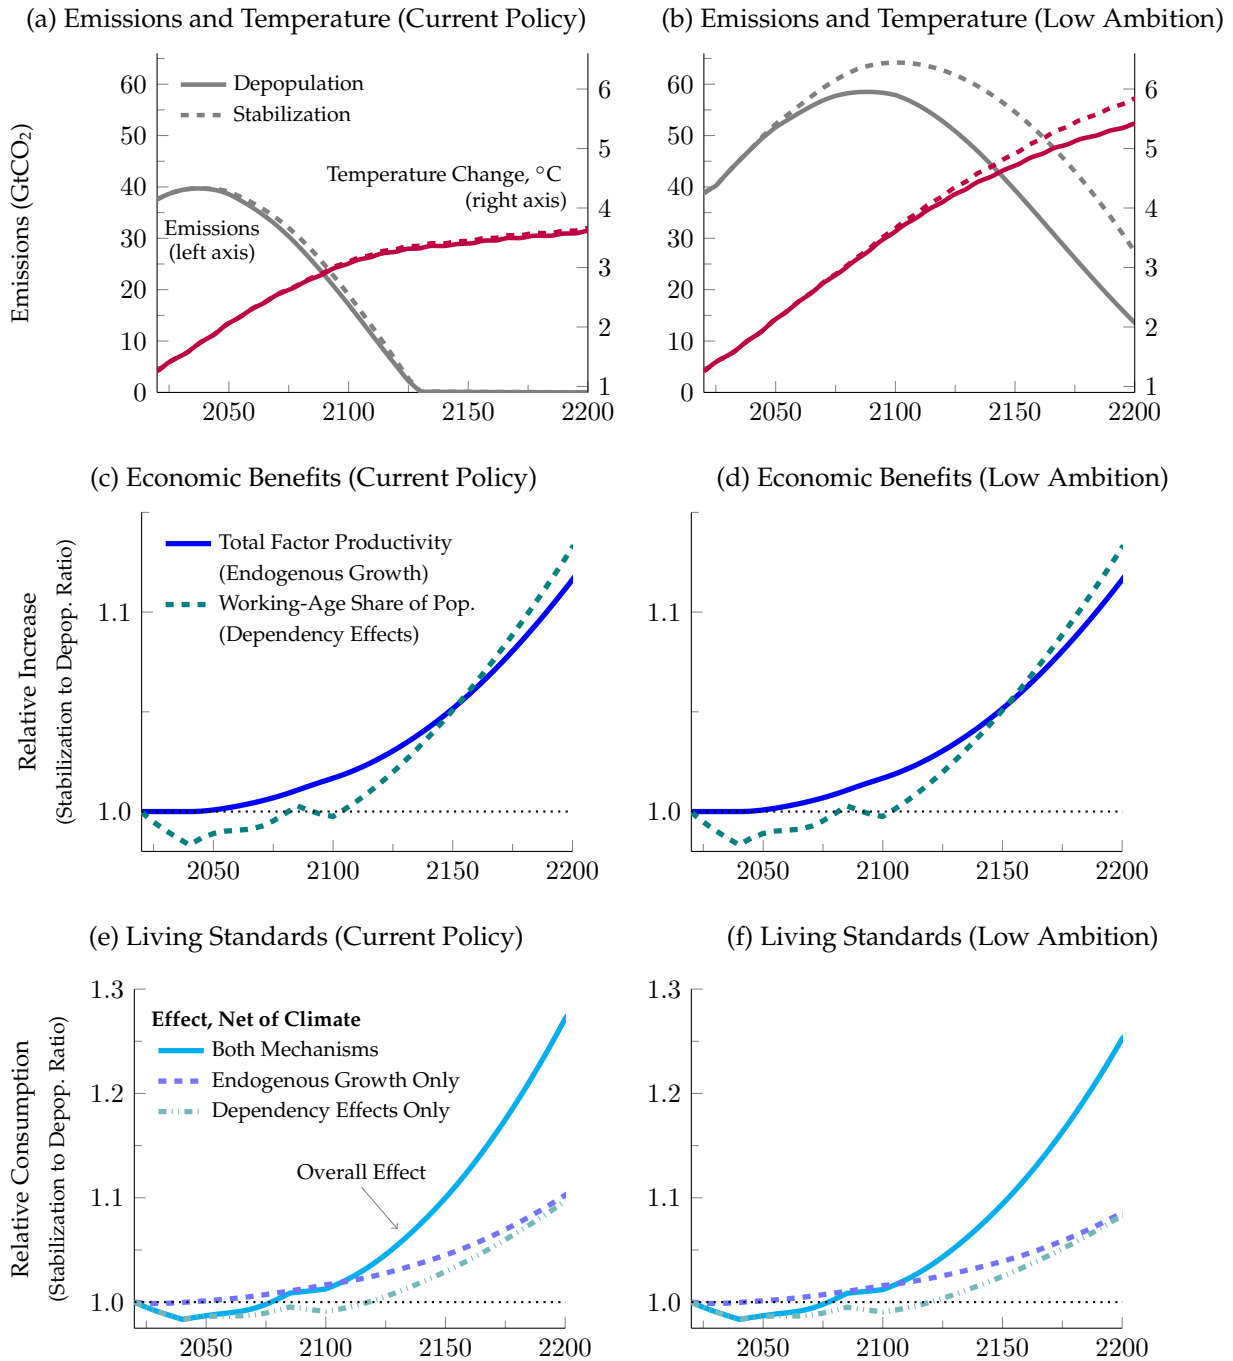 (a) Emissions and Temperature (Current Policy)
Emissions (GtCO₂)
60
50
40
30
20
10
0
Depopulation
Stabilization
Temperature Change, °C
(right axis)
Emissions
(left axis)
6
5
4
3
2
1
2050
2100
2150
2200
(b) Emissions and Temperature (Low Ambition)
60
50
40
30
20
10
0
6
5
4
3
2
1
2050
2100
2150
2200
(c) Economic Benefits (Current Policy)
Relative Increase
(Stabilization to Depop. Ratio)
1.1
1.0
Total Factor Productivity
(Endogenous Growth)
Working-Age Share of Pop.
(Dependency Effects)
2050
2100
2150
2200
(d) Economic Benefits (Low Ambition)
1.1
1.0
2050
2100
2150
2200
(e) Living Standards (Current Policy)
Relative Consumption
(Stabilization to Depop. Ratio)
1.3
1.2
1.1
1.0
Effect, Net of Climate
Both Mechanisms
Endogenous Growth Only
Dependency Effects Only
Overall Effect
2050
2100
2150
2200
(f) Living Standards (Low Ambition)
1.3
1.2
1.1
1.0
2050
2100
2150
2200